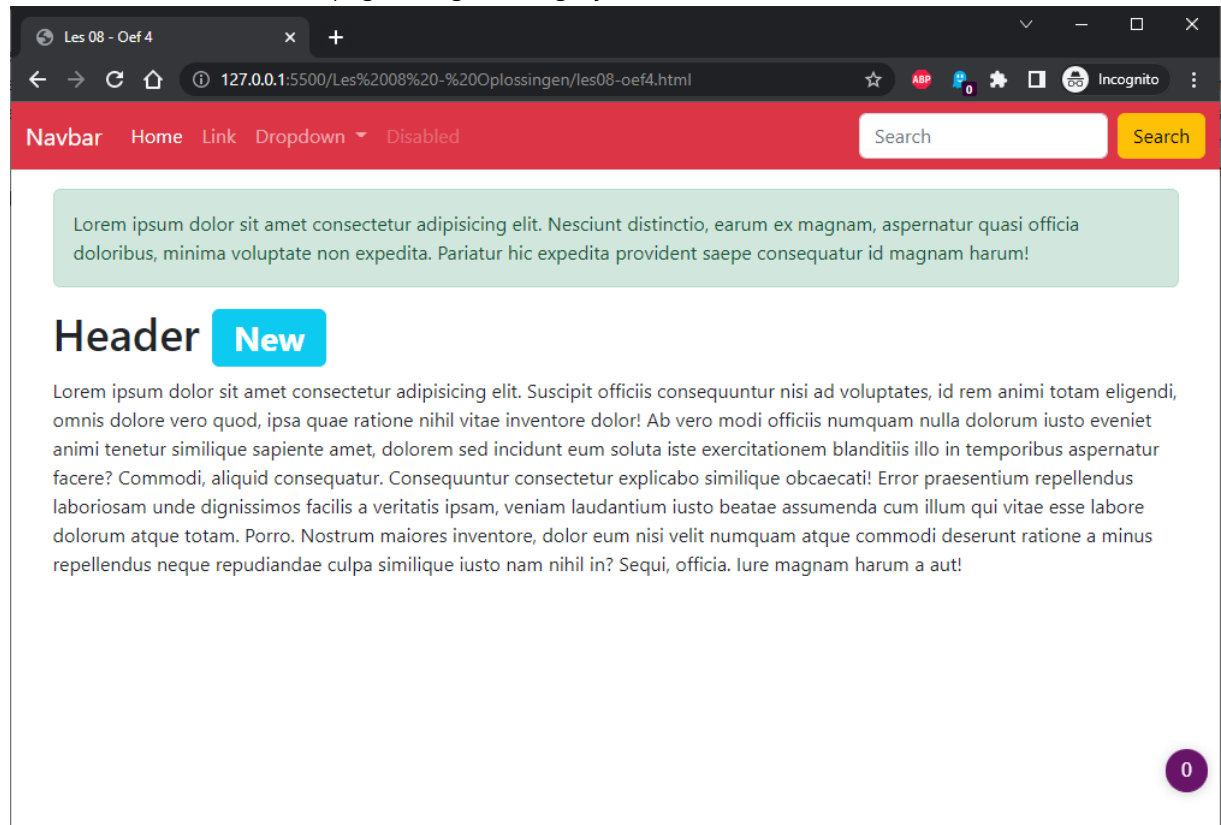 Les 08 - Oef 4
127.0.0.1:5500/Les%2008%20-%20Oplossingen/les08-oef4.html
ABP
0
Incognito
Navbar Home Link Dropdown Disabled Search Search
Lorem ipsum dolor sit amet consectetur adipisicing elit. Nesciunt distinctio, earum ex magnam, aspernatur quasi officia
doloribus, minima voluptate non expedita. Pariatur hic expedita provident saepe consequatur id magnam harum!
Header New
Lorem ipsum dolor sit amet consectetur adipisicing elit. Suscipit officiis consequuntur nisi ad voluptates, id rem animi totam eligendi,
omnis dolore vero quod, ipsa quae ratione nihil vitae inventore dolor! Ab vero modi officiis numquam nulla dolorum iusto eveniet
animi tenetur similique sapiente amet, dolorem sed incidunt eum soluta iste exercitationem blanditiis illo in temporibus aspernatur
facere? Commodi, aliquid consequatur. Consequuntur consectetur explicabo similique obcaecati! Error praesentium repellendus
laboriosam unde dignissimos facilis a veritatis ipsam, veniam laudantium iusto beatae assumenda cum illum qui vitae esse labore
dolorum atque totam. Porro. Nostrum maiores inventore, dolor eum nisi velit numquam atque commodi deserunt ratione a minus
repellendus neque repudiandae culpa similique iusto nam nihil in? Sequi, officia. Iure magnam harum a aut!
0